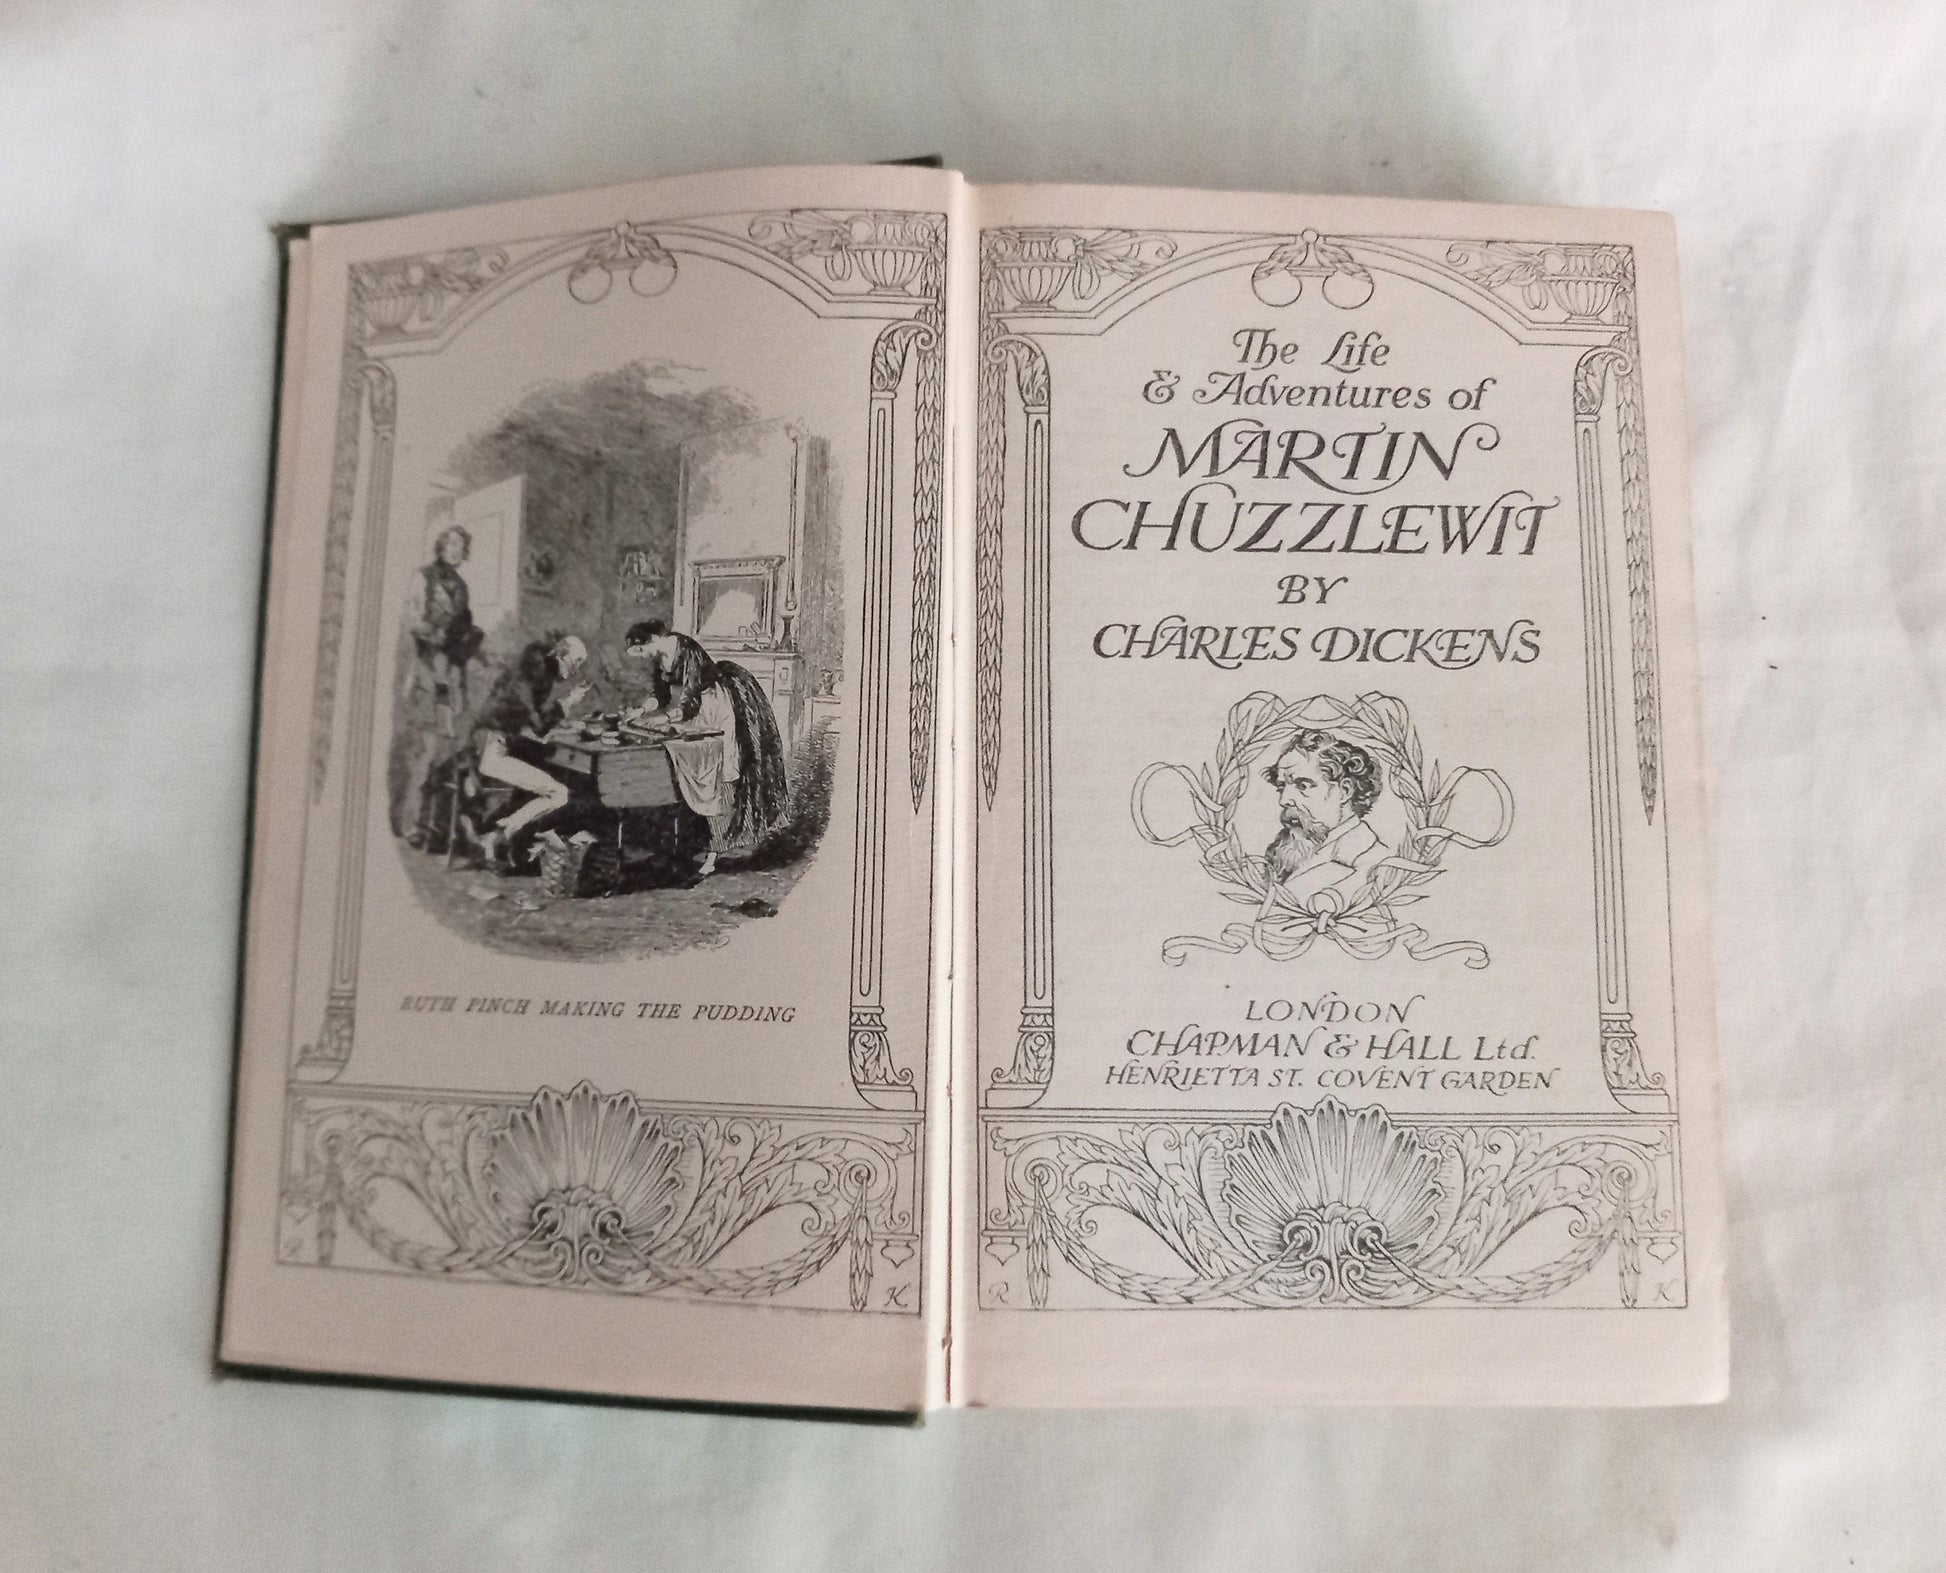 RUTH PINCH MAKING THE PUDDING
R
K
The Life
& Adventures of
MARTIN
CHUZZLEWIT
BY
CHARLES DICKENS
LONDON
CHAPMAN & HALL Ltd.
HENRIETTA ST. COVENT GARDEN
R
K